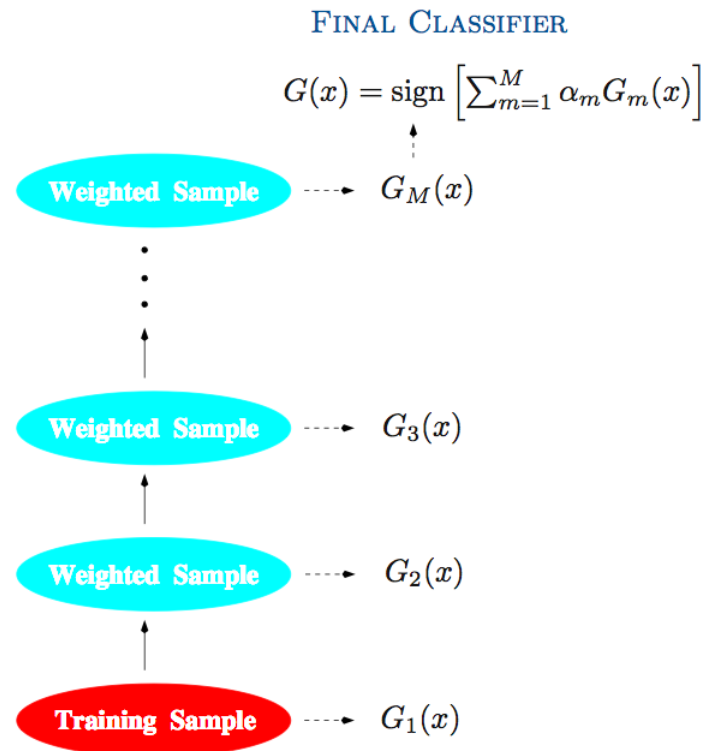 FINAL CLASSIFIER
G(x) = sign [∑_{m=1}^{M} α_m G_m(x)]
Weighted Sample G_M(x)
Weighted Sample G_3(x)
Weighted Sample G_2(x)
Training Sample G_1(x)